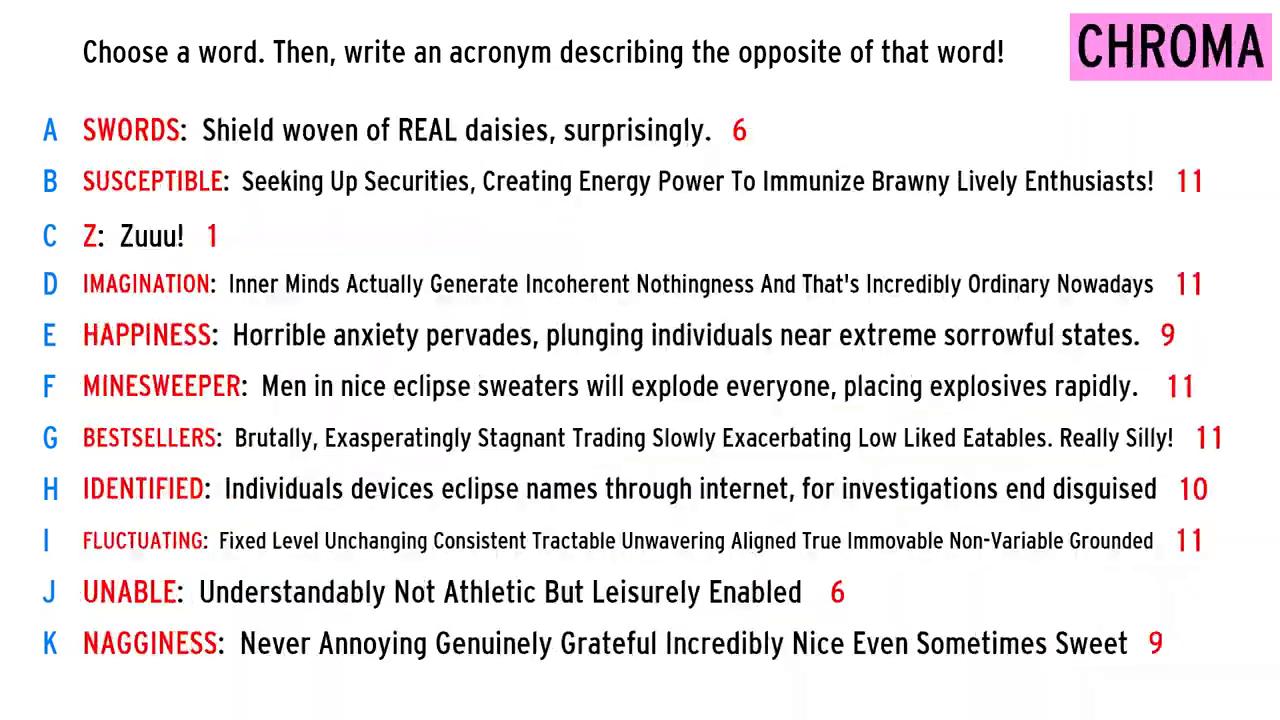 Choose a word. Then, write an acronym describing the opposite of that word!
CHROMA
A SWORDS: Shield woven of REAL daisies, surprisingly. 6
B SUSCEPTIBLE: Seeking Up Securities, Creating Energy Power To Immunize Brawny Lively Enthusiasts! 11
C Z: Zuuu! 1
D IMAGINATION: Inner Minds Actually Generate Incoherent Nothingness And That's Incredibly Ordinary Nowadays 11
E HAPPINESS: Horrible anxiety pervades, plunging individuals near extreme sorrowful states. 9
F MINESWEEPER: Men in nice eclipse sweaters will explode everyone, placing explosives rapidly. 11
G BESTSELLERS: Brutally, Exasperatingly Stagnant Trading Slowly Exacerbating Low Liked Eatables. Really Silly! 11
H IDENTIFIED: Individuals devices eclipse names through internet, for investigations end disguised 10
I FLUCTUATING: Fixed Level Unchanging Consistent Tractable Unwavering Aligned True Immovable Non-Variable Grounded 11
J UNABLE: Understandably Not Athletic But Leisurely Enabled 6
K NAGGINESS: Never Annoying Genuinely Grateful Incredibly Nice Even Sometimes Sweet 9